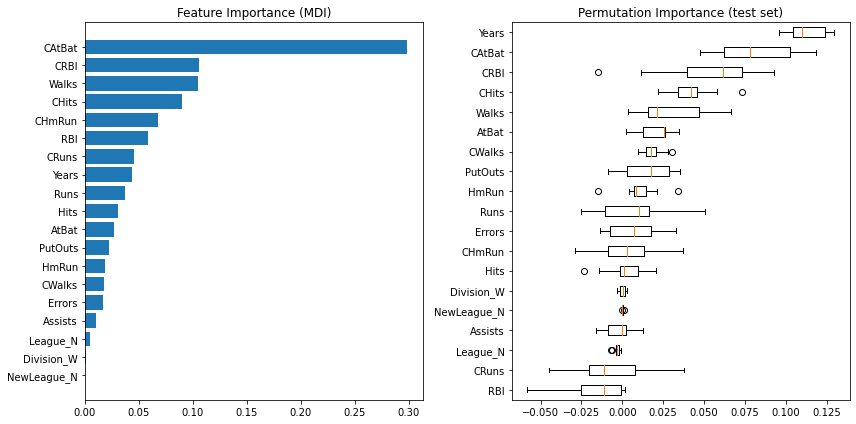 Feature Importance (MDI)
CAtBat
CRBI
Walks
CHits
CHmRun
RBI
CRuns
Years
Runs
Hits
AtBat
PutOuts
HmRun
CWalks
Errors
Assists
League_N
Division_W
NewLeague_N
0.00 0.05 0.10 0.15 0.20 0.25 0.30
Permutation Importance (test set)
Years
CAtBat
CRBI
CHits
Walks
AtBat
CWalks
PutOuts
HmRun
Runs
Errors
CHmRun
Hits
Division_W
NewLeague_N
Assists
League_N
CRuns
RBI
−0.050 −0.025 0.000 0.025 0.050 0.075 0.100 0.125